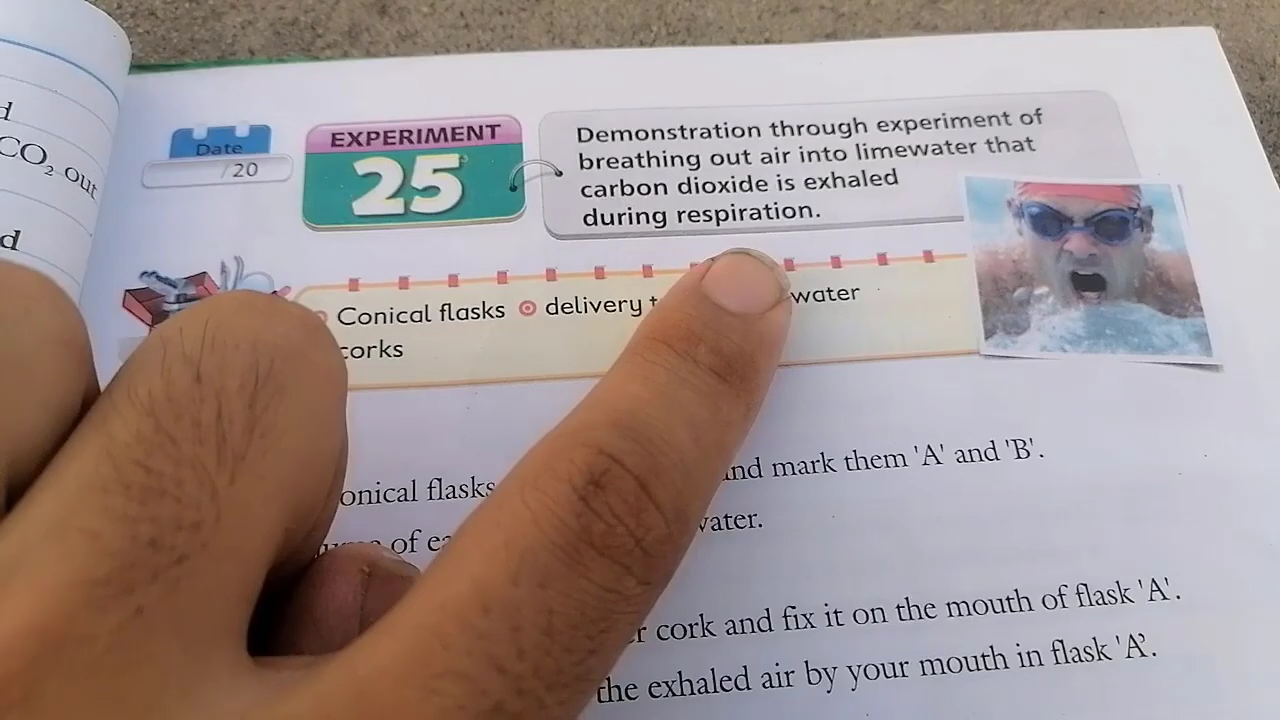 d
CO₂ out
d
Date
/20
EXPERIMENT
25
Demonstration through experiment of
breathing out air into limewater that
carbon dioxide is exhaled
during respiration.
Conical flasks delivery water
corks
onical flasks and mark them 'A' and 'B'.
of water.
cork and fix it on the mouth of flask 'A'.
the exhaled air by your mouth in flask 'A'.